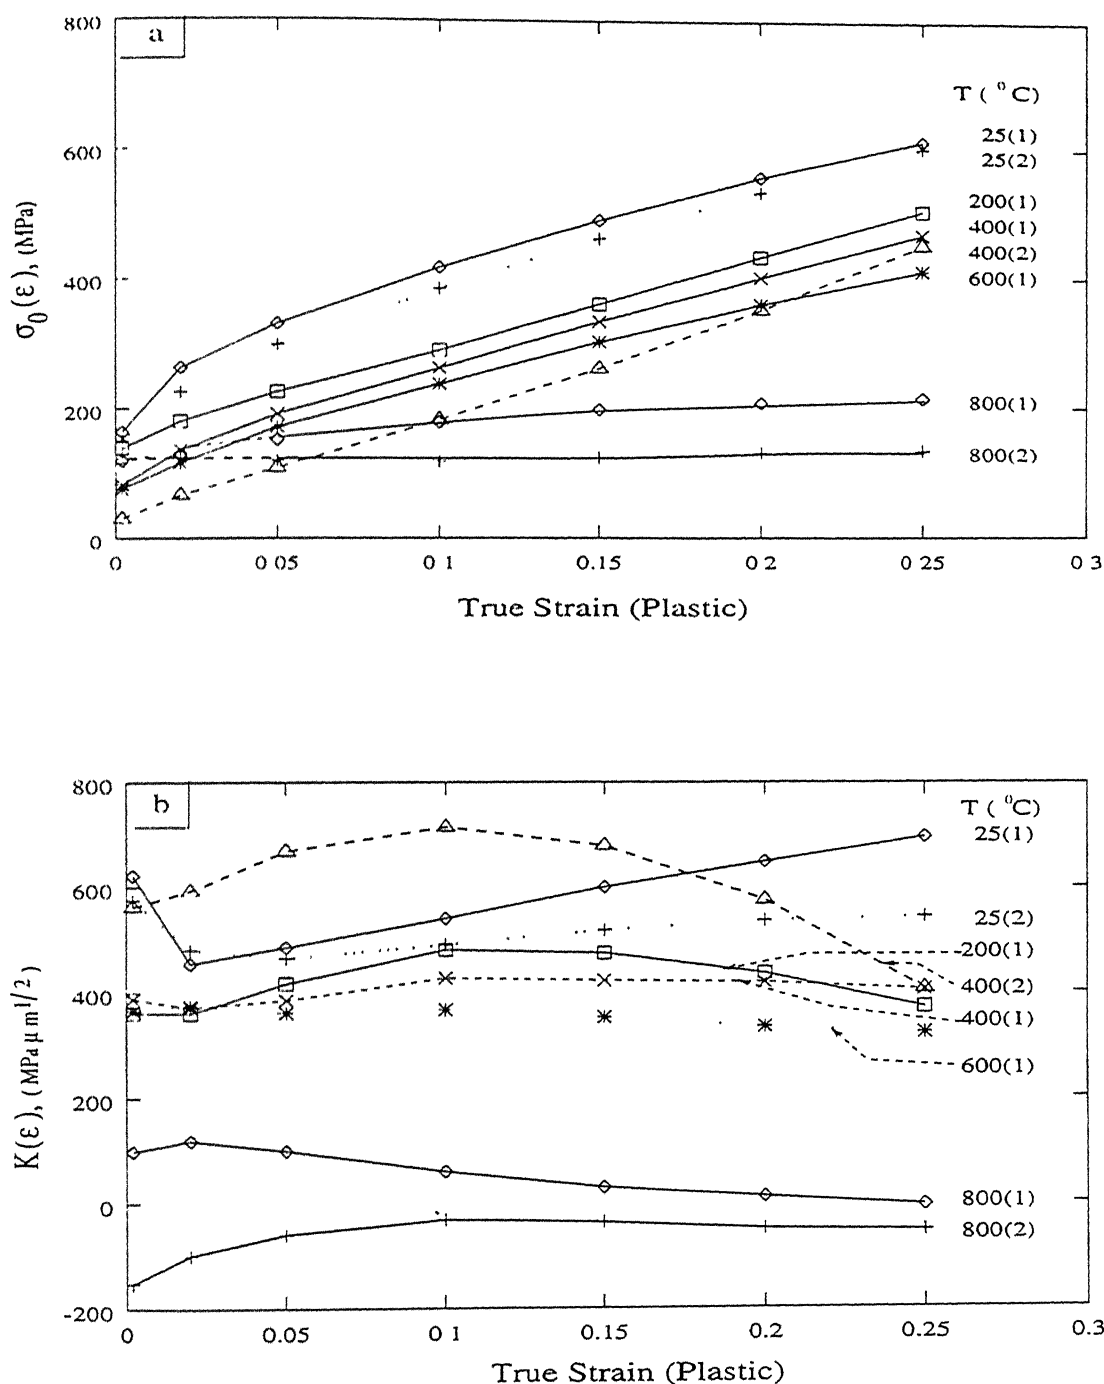 800
a
T ( ⁰C)
600
25(1)
25(2)
200(1)
400(1)
400
400(2)
600(1)
σ₀(ε), (MPa)
200
800(1)
800(2)
0
0 0 05 0 1 0.15 0 2 0 25 0 3
True Strain (Plastic)
800
b
T ( ⁰C)
25(1)
600
25(2)
200(1)
400
400(2)
400(1)
600(1)
K(ε), (MPa μ m^1/2)
200
0
800(1)
800(2)
-200
0 0.05 0 1 0.15 0.2 0.25 0.3
True Strain (Plastic)